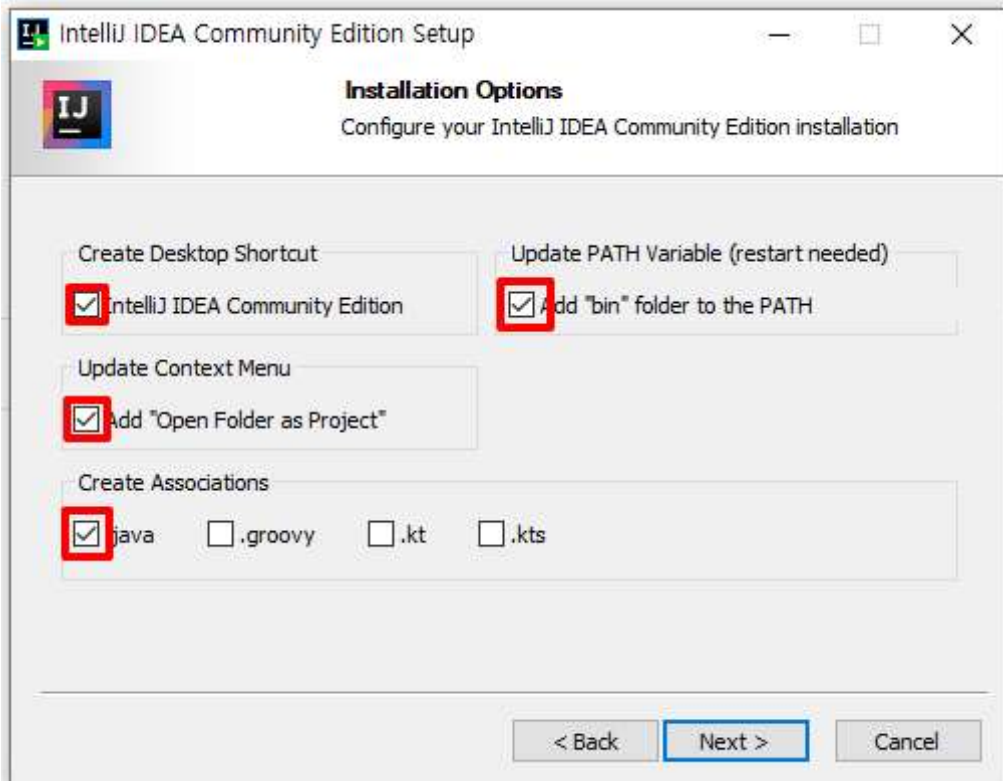 IntelliJ IDEA Community Edition Setup
IJ
Installation Options
Configure your IntelliJ IDEA Community Edition installation
Create Desktop Shortcut
IntelliJ IDEA Community Edition
Update PATH Variable (restart needed)
Add "bin" folder to the PATH
Update Context Menu
Add "Open Folder as Project"
Create Associations
.java .groovy .kt .kts
< Back Next > Cancel